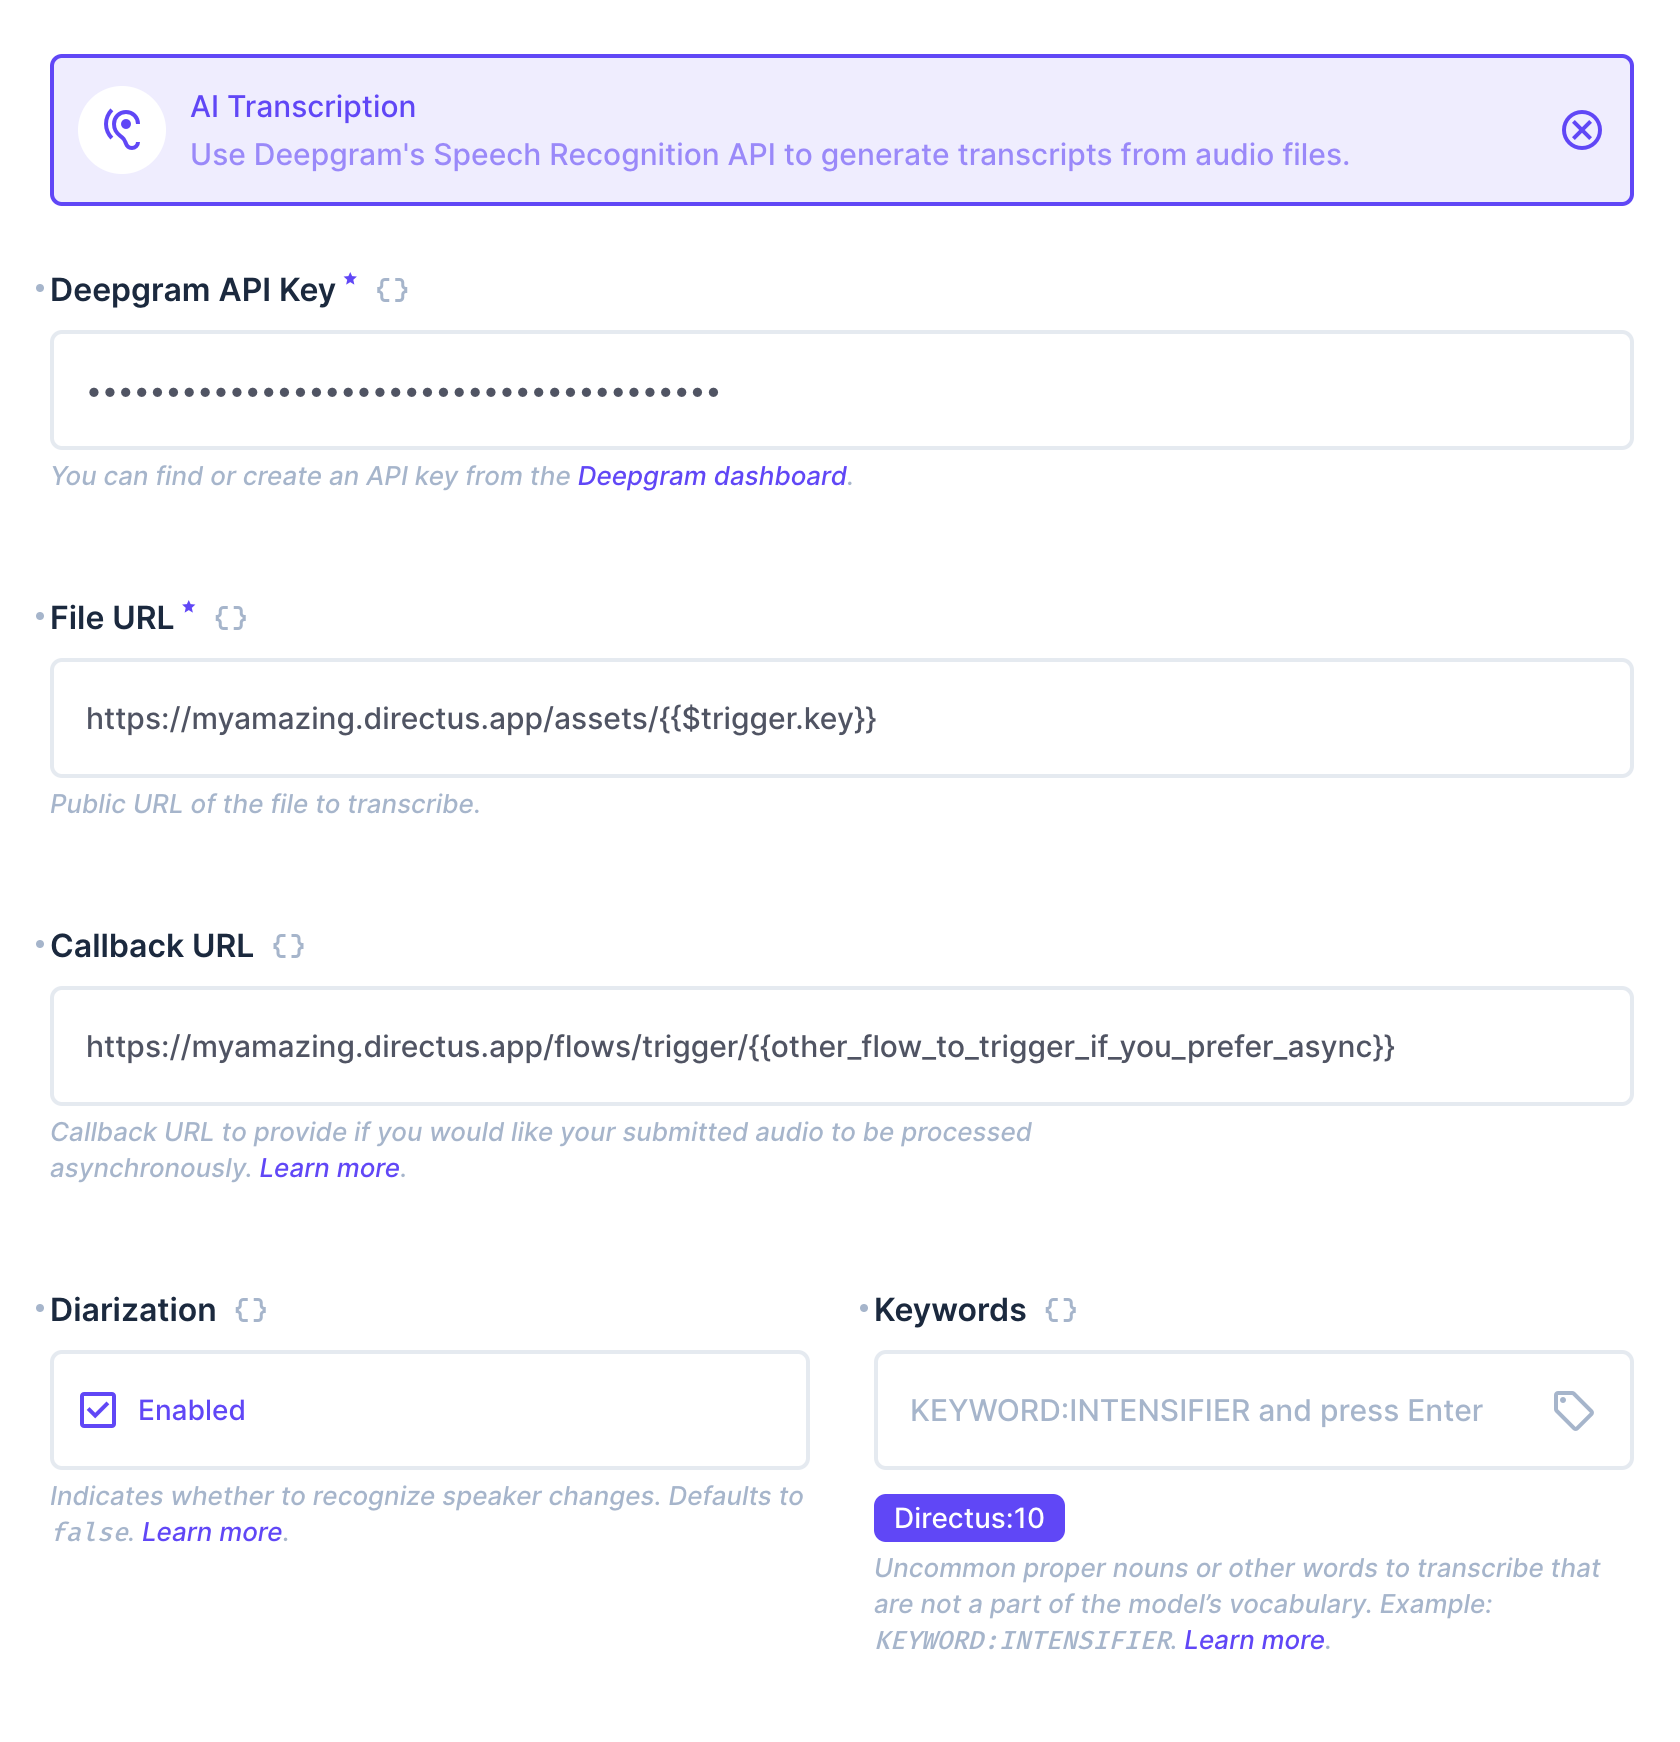 AI Transcription
Use Deepgram's Speech Recognition API to generate transcripts from audio files.
Deepgram API Key *
••••••••••••••••••••••••••••••••••••••••
You can find or create an API key from the Deepgram dashboard.
File URL *
https://myamazing.directus.app/assets/{{$trigger.key}}
Public URL of the file to transcribe.
Callback URL
https://myamazing.directus.app/flows/trigger/{{other_flow_to_trigger_if_you_prefer_async}}
Callback URL to provide if you would like your submitted audio to be processed
asynchronously. Learn more.
Diarization
Enabled
Indicates whether to recognize speaker changes. Defaults to
false. Learn more.
Keywords
KEYWORD:INTENSIFIER and press Enter
Directus:10
Uncommon proper nouns or other words to transcribe that
are not a part of the model’s vocabulary. Example:
KEYWORD:INTENSIFIER. Learn more.